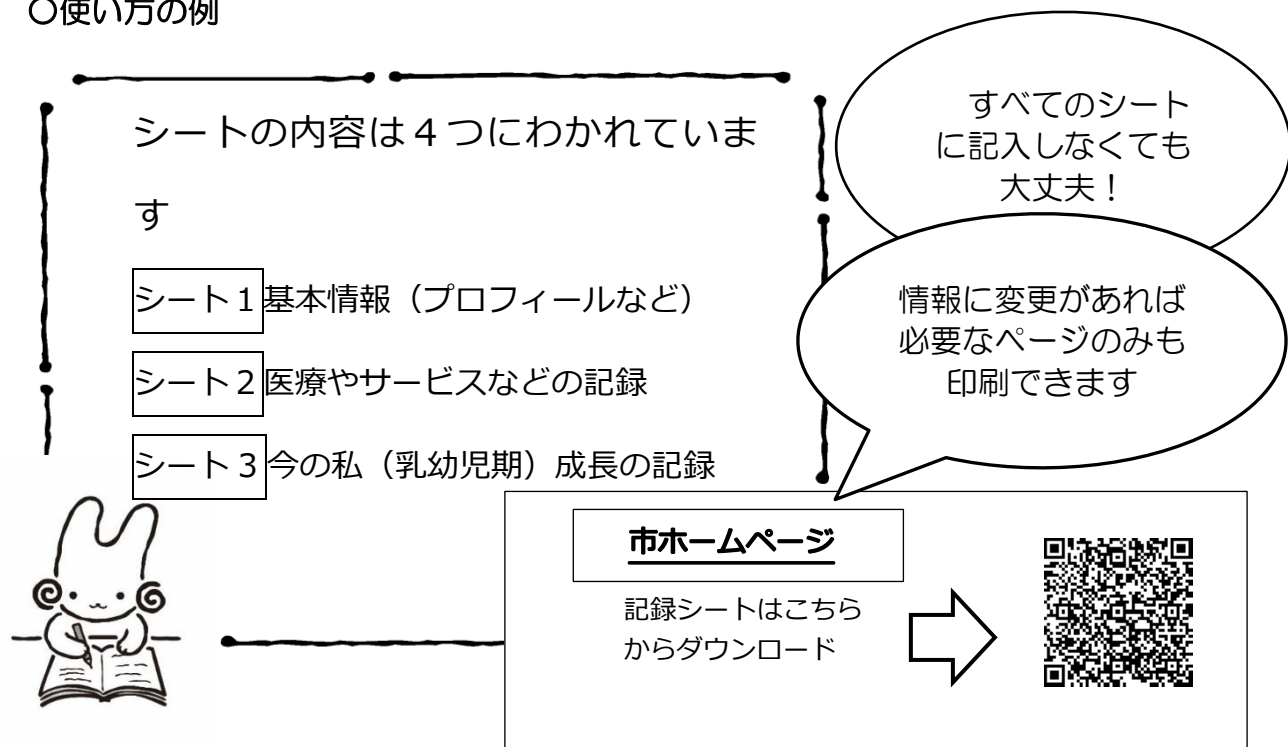 〇使い方の例
シートの内容は４つにわかれていま
す
シート１基本情報（プロフィールなど）
シート２医療やサービスなどの記録
シート３今の私（乳幼児期）成長の記録
すべてのシート
に記入しなくても
大丈夫！
情報に変更があれば
必要なページのみも
印刷できます
市ホームページ
記録シートはこちら
からダウンロード